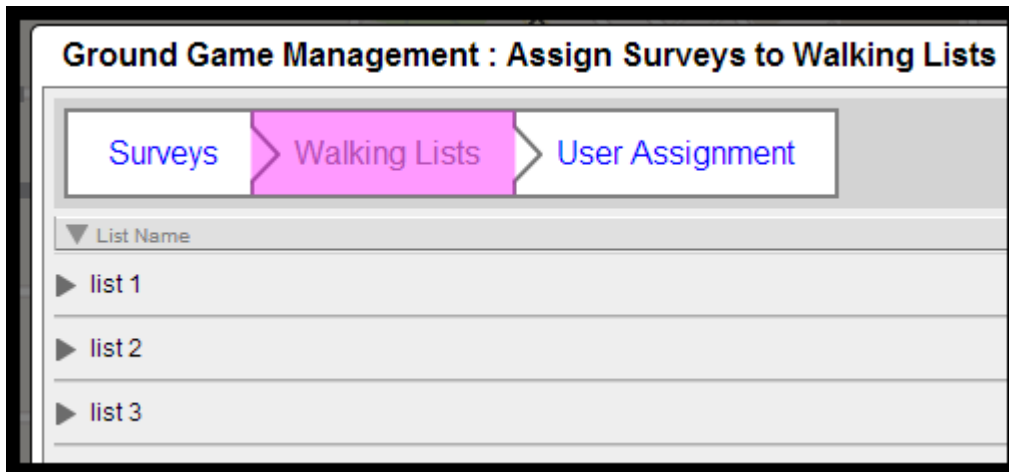 Ground Game Management : Assign Surveys to Walking Lists
Surveys Walking Lists User Assignment
List Name
list 1
list 2
list 3